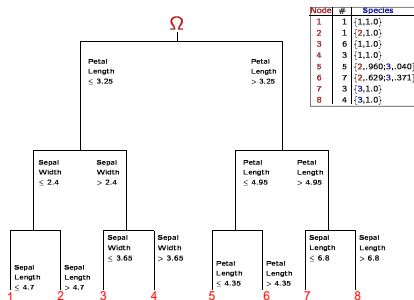 Ω
Node # Species
1 1 {1,1.0}
2 1 {2,1.0}
3 6 {1,1.0}
4 3 {1,1.0}
5 5 {2,.960;3,.040}
6 7 {2,.629;3,.371}
7 3 {3,1.0}
8 4 {3,1.0}
Petal Length ≤ 3.25
Petal Length > 3.25
Sepal Width ≤ 2.4
Sepal Width > 2.4
Petal Length ≤ 4.95
Petal Length > 4.95
Sepal Length ≤ 4.7
Sepal Length > 4.7
Sepal Width ≤ 3.65
Sepal Width > 3.65
Petal Length ≤ 4.35
Petal Length > 4.35
Sepal Length ≤ 6.8
Sepal Length > 6.8
1 2 3 4 5 6 7 8